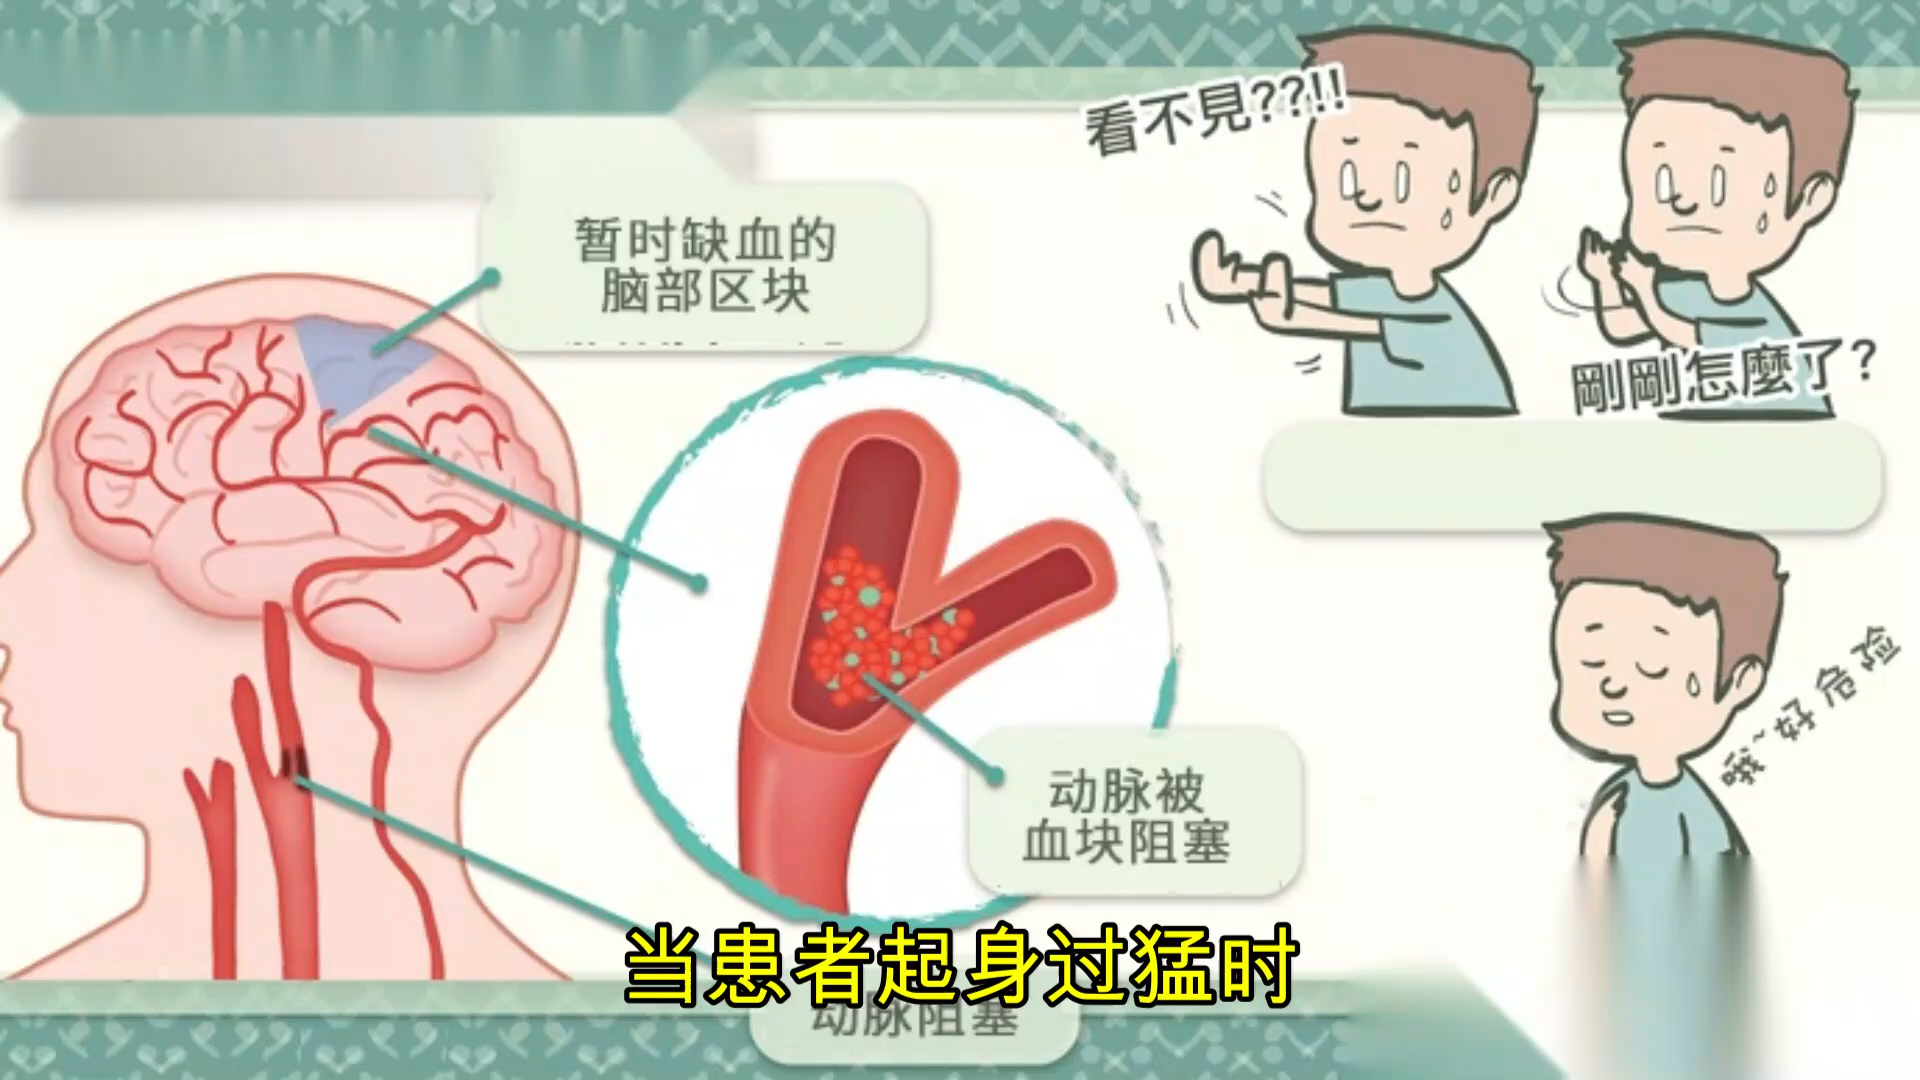 看不見??!!
暂时缺血的
脑部区块
剛剛怎麼了?
哦~好危险
动脉被
血块阻塞
当患者起身过猛时
动脉阻塞